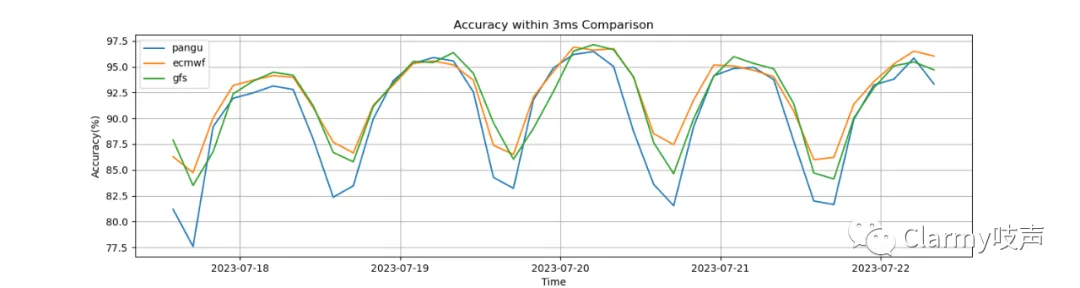 Accuracy within 3ms Comparison
97.5
95.0
92.5
90.0
87.5
85.0
82.5
80.0
77.5
Accuracy(%)
pangu
ecmwf
gfs
2023-07-18
2023-07-19
2023-07-20
2023-07-21
2023-07-22
Time
Clarmy吱声